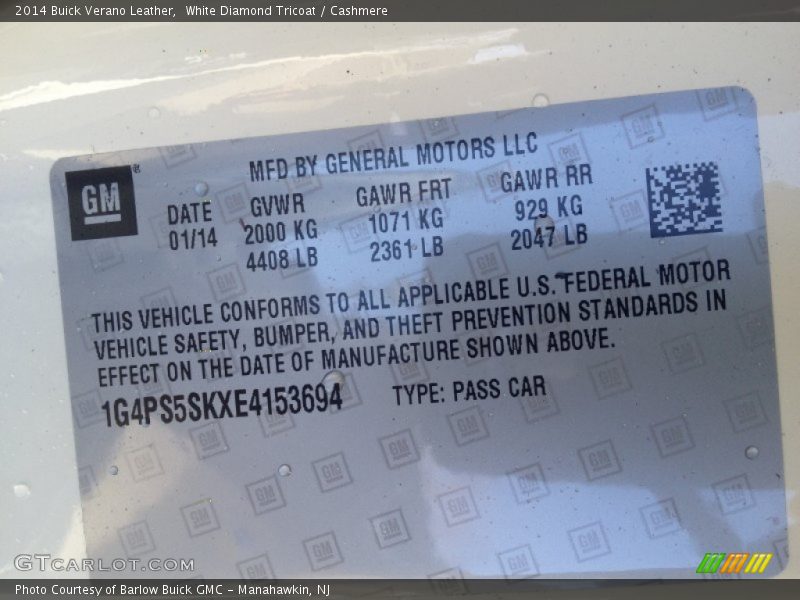 2014 Buick Verano Leather,  White Diamond Tricoat / Cashmere
GM®
MFD BY GENERAL MOTORS LLC
DATE GVWR GAWR FRT GAWR RR
01/14 2000 KG 1071 KG 929 KG
4408 LB 2361 LB 2047 LB
THIS VEHICLE CONFORMS TO ALL APPLICABLE U.S. FEDERAL MOTOR
VEHICLE SAFETY, BUMPER, AND THEFT PREVENTION STANDARDS IN
EFFECT ON THE DATE OF MANUFACTURE SHOWN ABOVE.
1G4PS5SKXE4153694 TYPE: PASS CAR
GTCARLOT.COM
Photo Courtesy of Barlow Buick GMC - Manahawkin, NJ